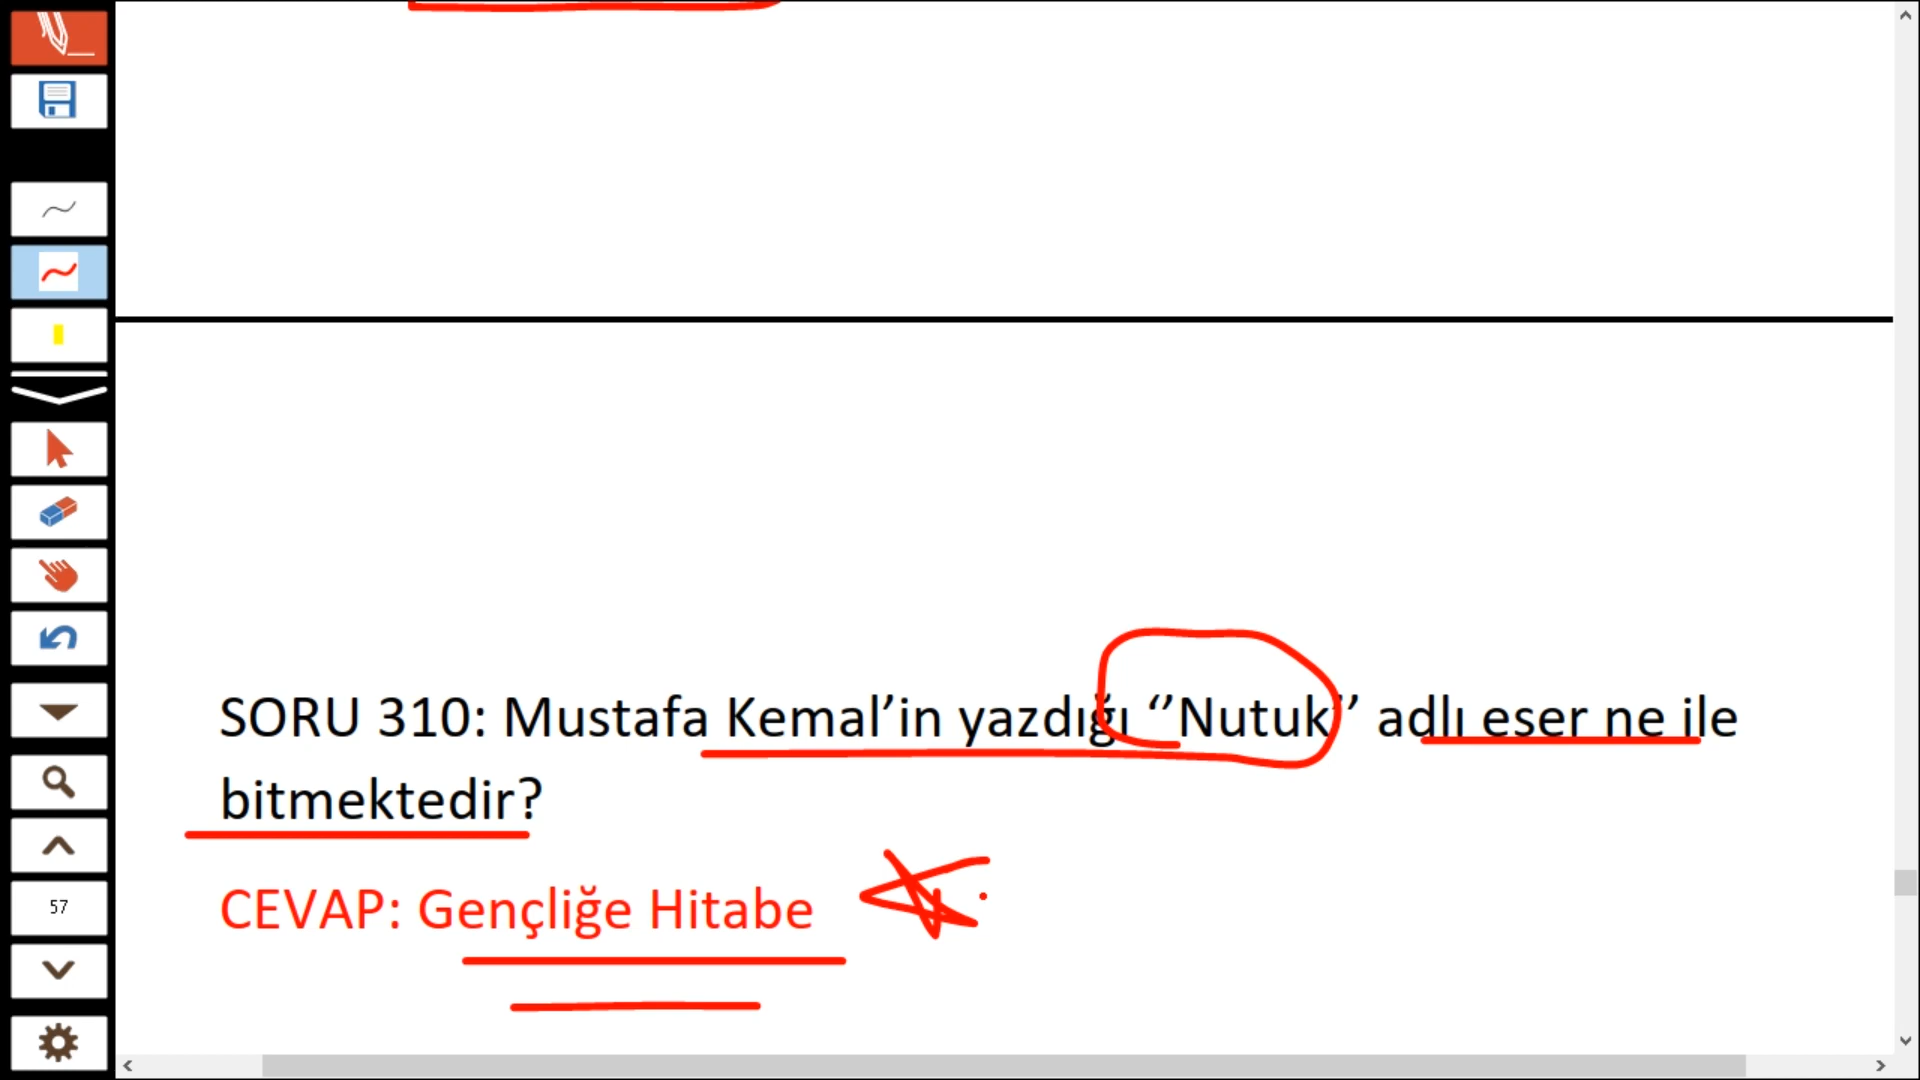 SORU 310: Mustafa Kemal’in yazdığı ‘’Nutuk’’ adlı eser ne ile
bitmektedir?
CEVAP: Gençliğe Hitabe
57